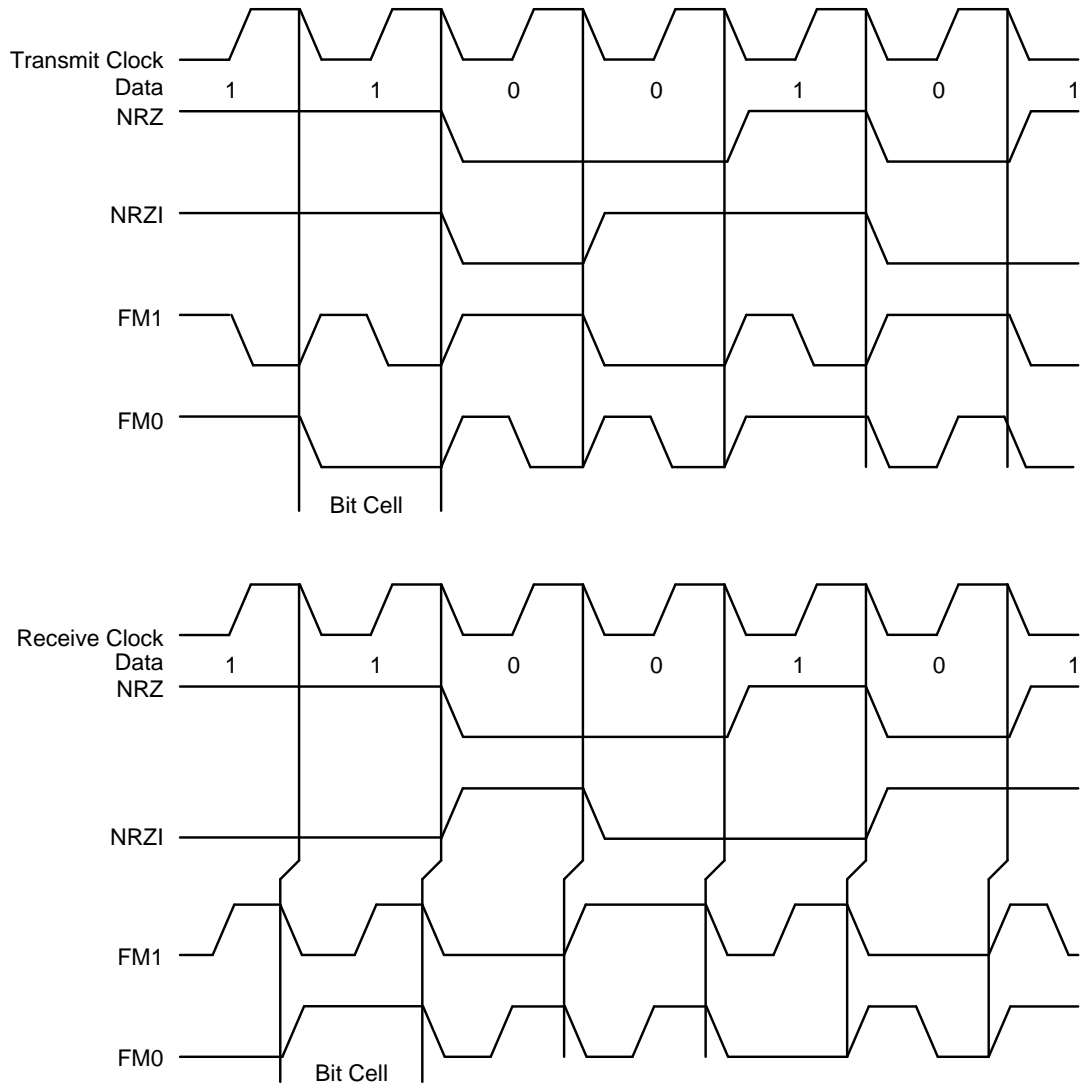 Transmit Clock
Data
1 1 0 0 1 0 1
NRZ
NRZI
FM1
FM0
Bit Cell
Receive Clock
Data
1 1 0 0 1 0 1
NRZ
NRZI
FM1
FM0
Bit Cell